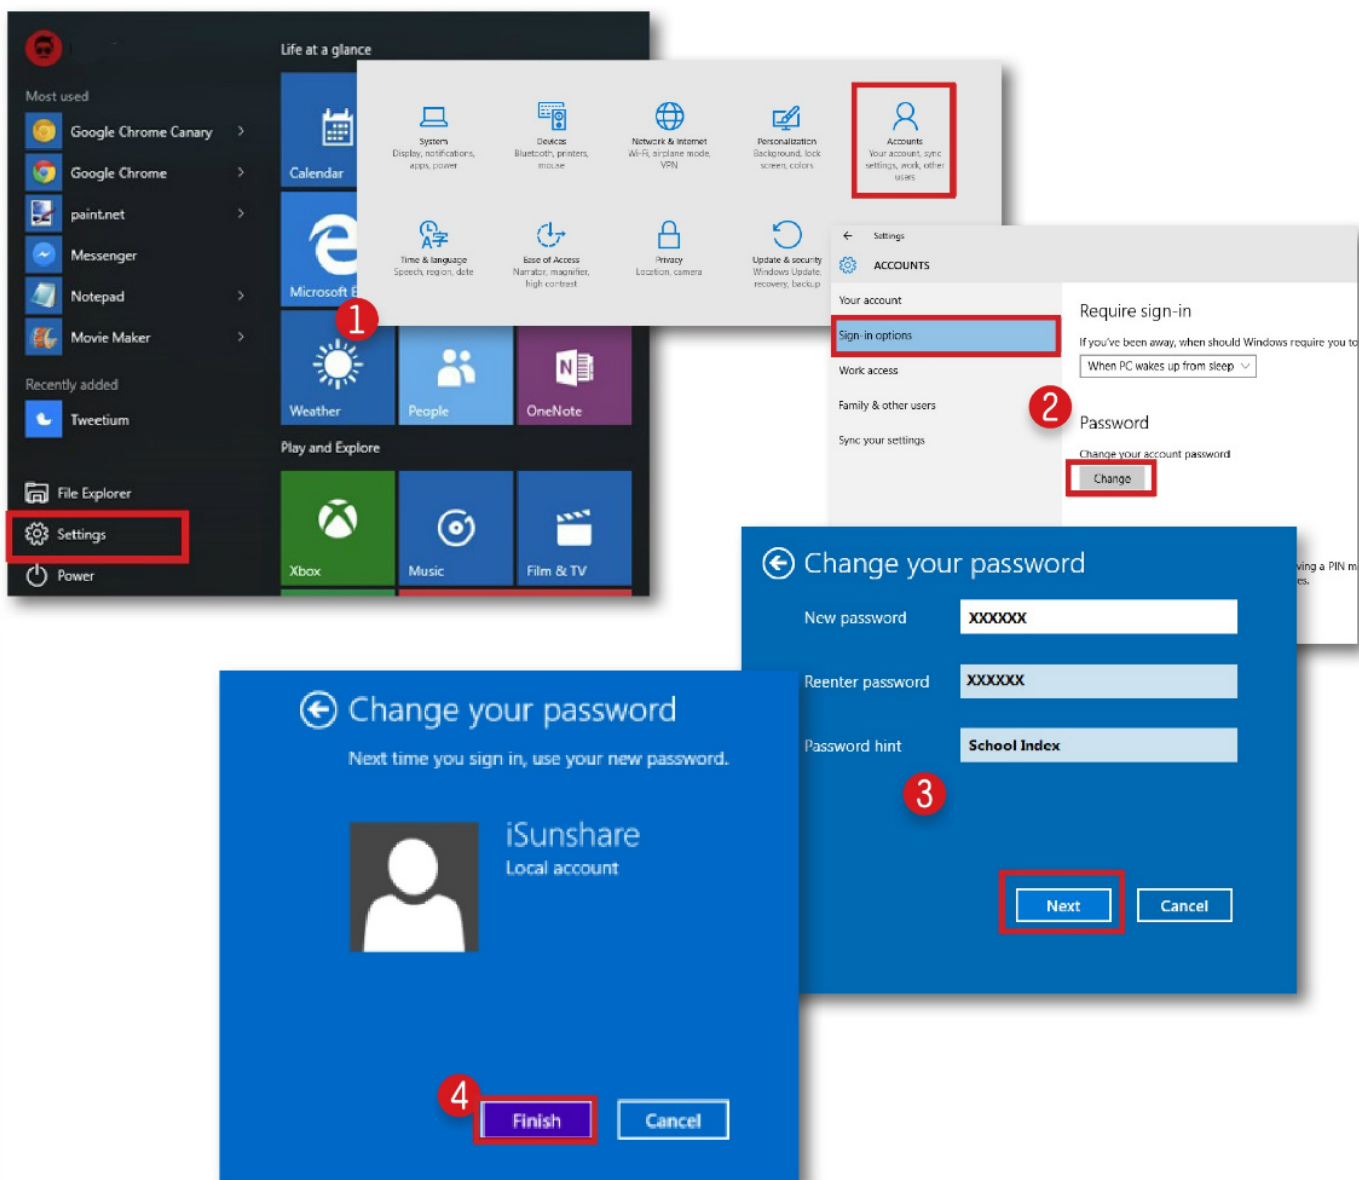 Life at a glance
Most used
Google Chrome Canary
Google Chrome
paint.net
Messenger
Notepad
Movie Maker
Recently added
Tweetium
File Explorer
Settings
Power
Calendar
Microsoft E
Weather
People
OneNote
Play and Explore
Xbox
Music
Film & TV
1
System
Display, notifications,
apps, power
Devices
Bluetooth, printers,
mouse
Network & Internet
Wi-Fi, airplane mode,
VPN
Personalization
Background, lock
screen, colors
Accounts
Your account, sync
settings, work, other
users
Time & language
Speech, region, date
Ease of Access
Narrator, magnifier,
high contrast
Privacy
Location, camera
Update & security
Windows Update,
recovery, backup
Settings
ACCOUNTS
Your account
Sign-in options
Work access
Family & other users
Sync your settings
2
Require sign-in
If you've been away, when should Windows require you to
When PC wakes up from sleep
Password
Change your account password
Change
ving a PIN m
es.
Change your password
New password
XXXXXX
Reenter password
XXXXXX
Password hint
School Index
3
Next
Cancel
Change your password
Next time you sign in, use your new password.
iSunshare
Local account
4
Finish
Cancel